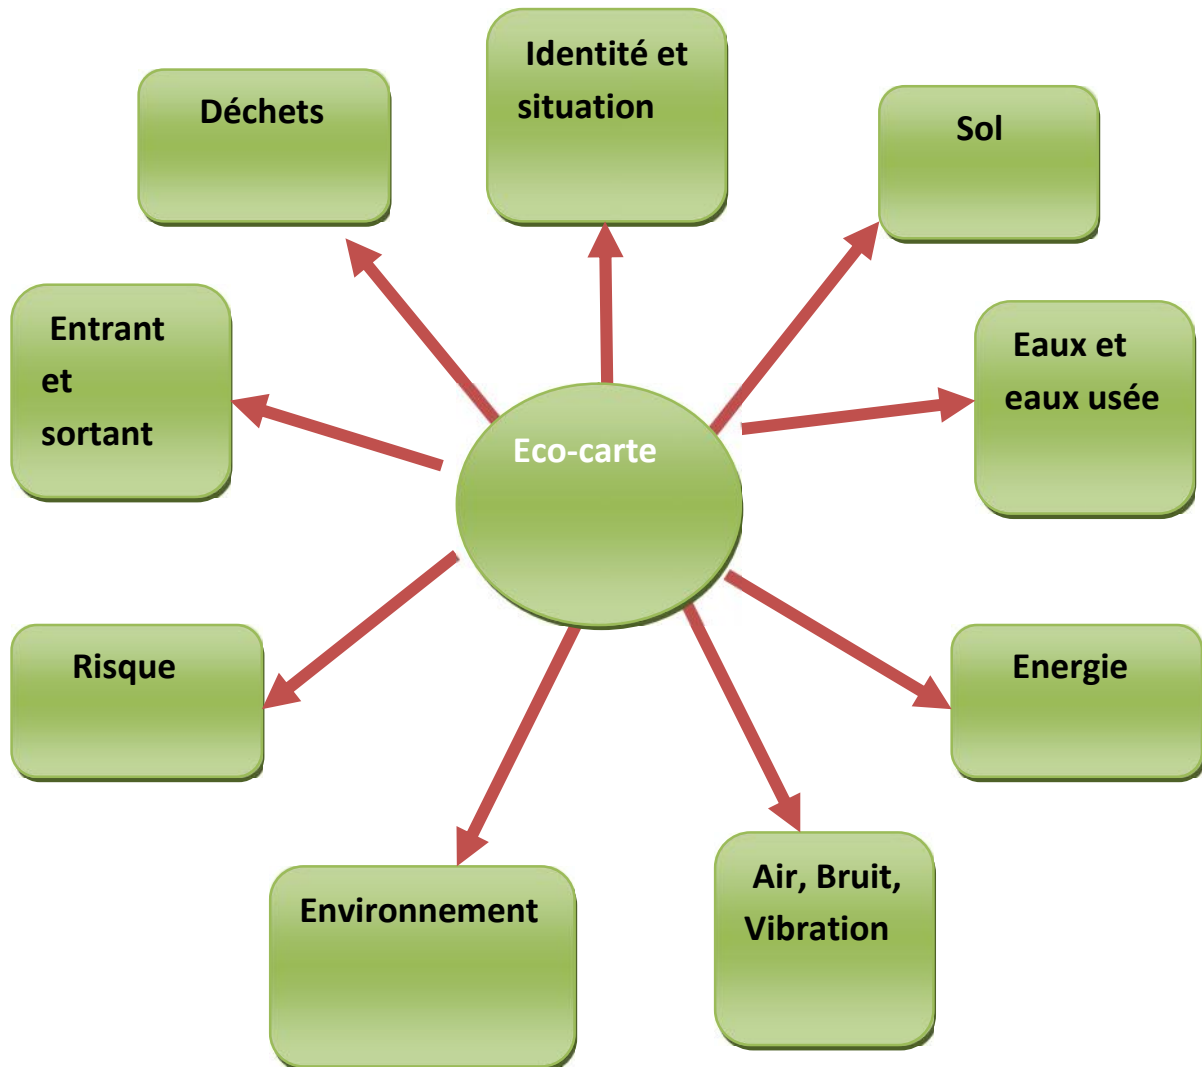 Identité et
situation
Déchets
Sol
Entrant
et
sortant
Eaux et
eaux usée
Eco-carte
Risque
Energie
Environnement
Air, Bruit,
Vibration